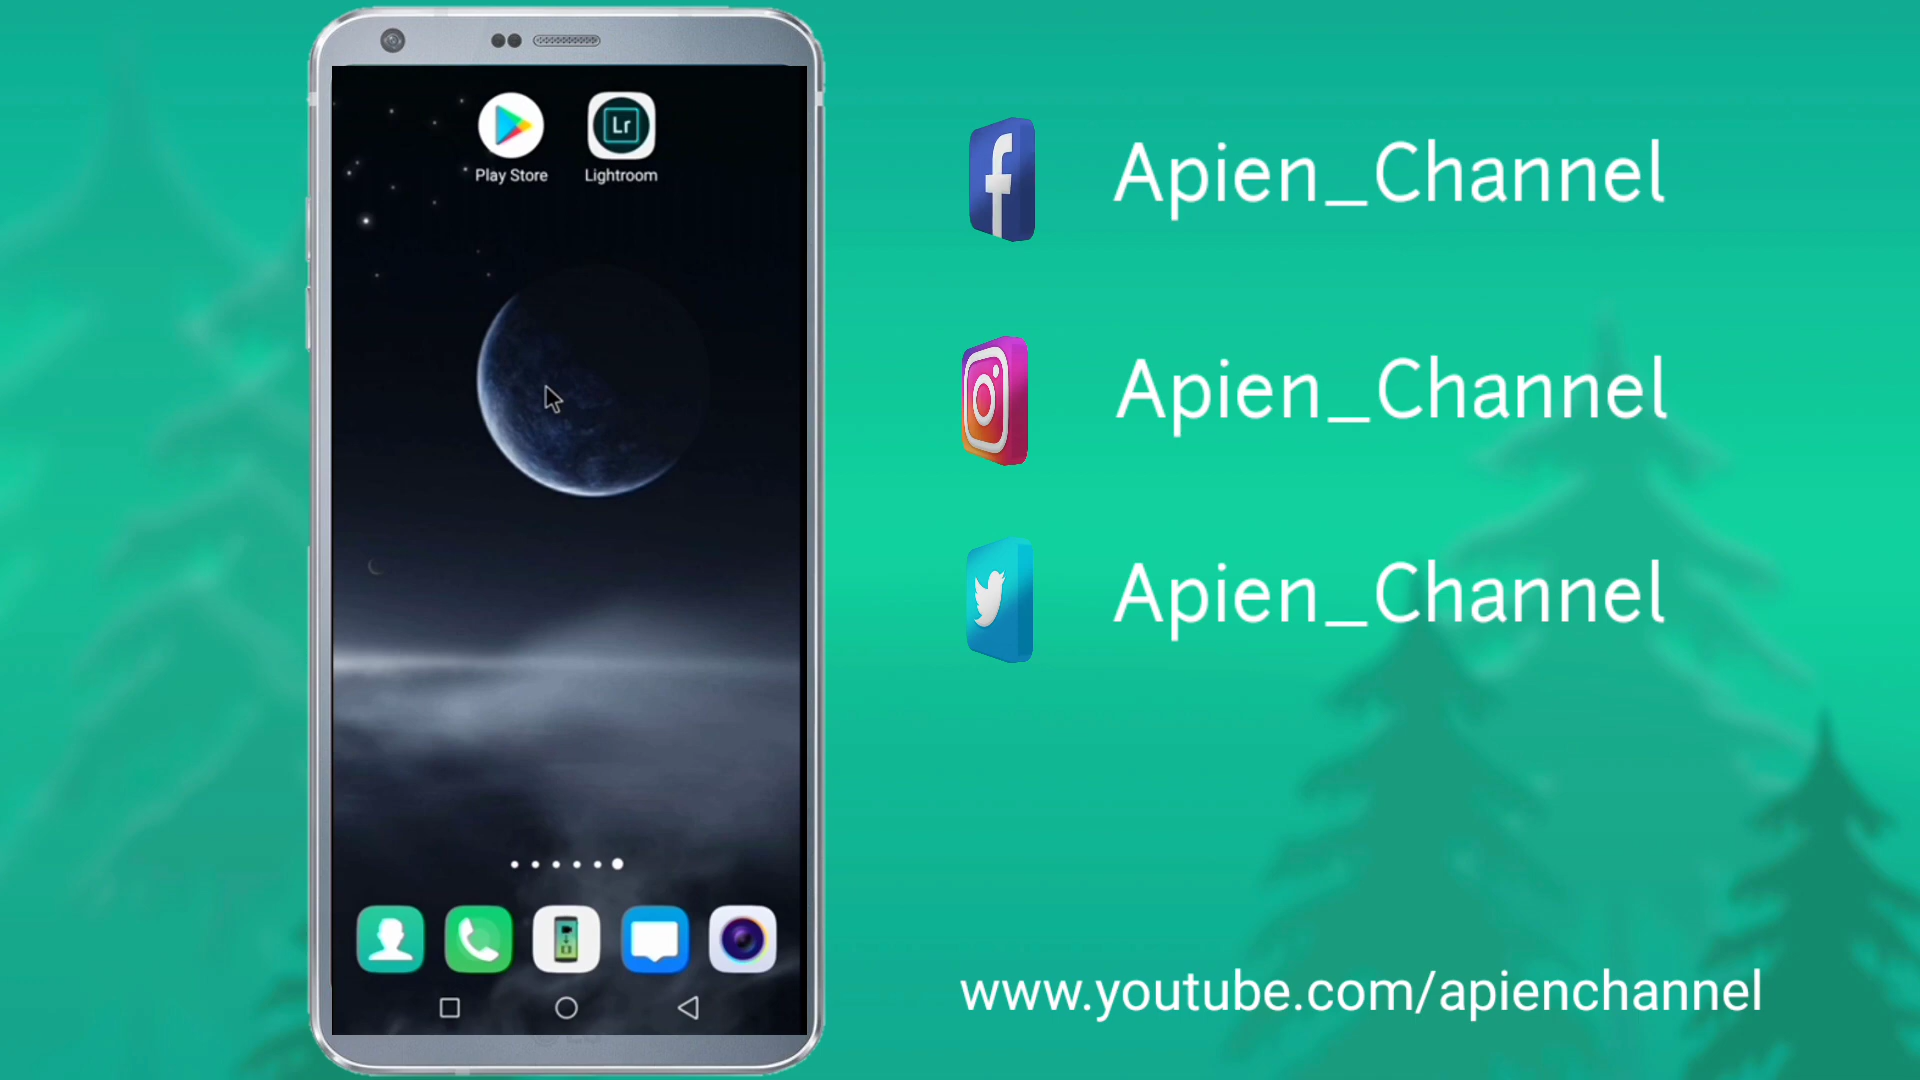 Play Store
Lightroom
Lr
Apien_Channel
Apien_Channel
Apien_Channel
www.youtube.com/apienchannel